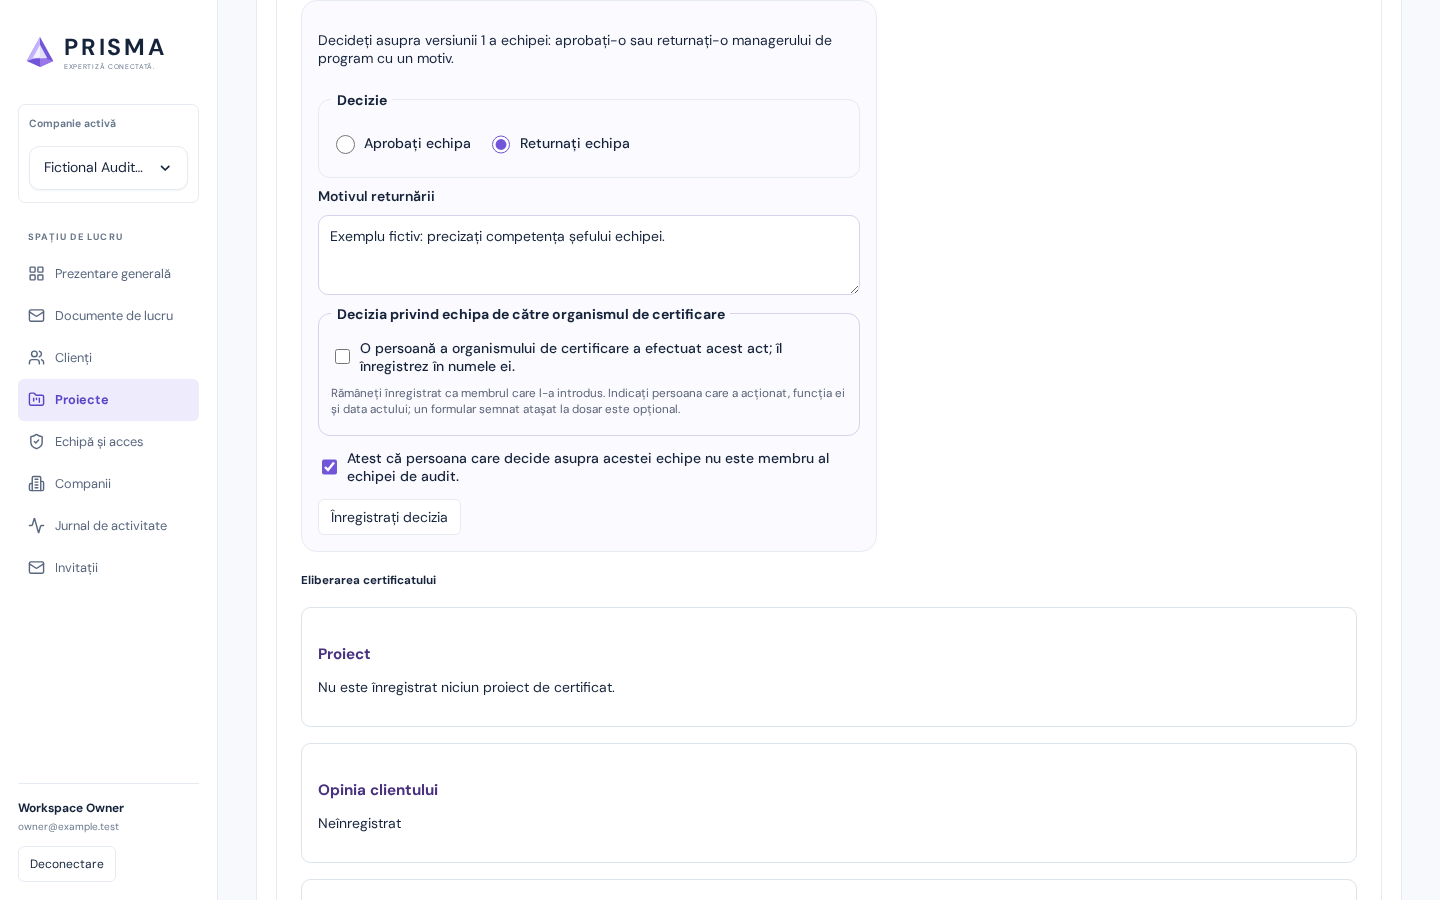 PRISMA
EXPERTIZĂ CONECTATĂ.
Companie activă
Fictional Audit...
SPAȚIU DE LUCRU
Prezentare generală
Documente de lucru
Clienți
Proiecte
Echipă și acces
Companii
Jurnal de activitate
Invitații
Workspace Owner
owner@example.test
Deconectare
Decideți asupra versiunii 1 a echipei: aprobați-o sau returnați-o managerului de
program cu un motiv.
Decizie
Aprobați echipa
Returnați echipa
Motivul returnării
Exemplu fictiv: precizați competența șefului echipei.
Decizia privind echipa de către organismul de certificare
O persoană a organismului de certificare a efectuat acest act; îl
înregistrez în numele ei.
Rămâneți înregistrat ca membrul care l-a introdus. Indicați persoana care a acționat, funcția ei
și data actului; un formular semnat atașat la dosar este opțional.
Atest că persoana care decide asupra acestei echipe nu este membru al
echipei de audit.
Înregistrați decizia
Eliberarea certificatului
Proiect
Nu este înregistrat niciun proiect de certificat.
Opinia clientului
Neînregistrat